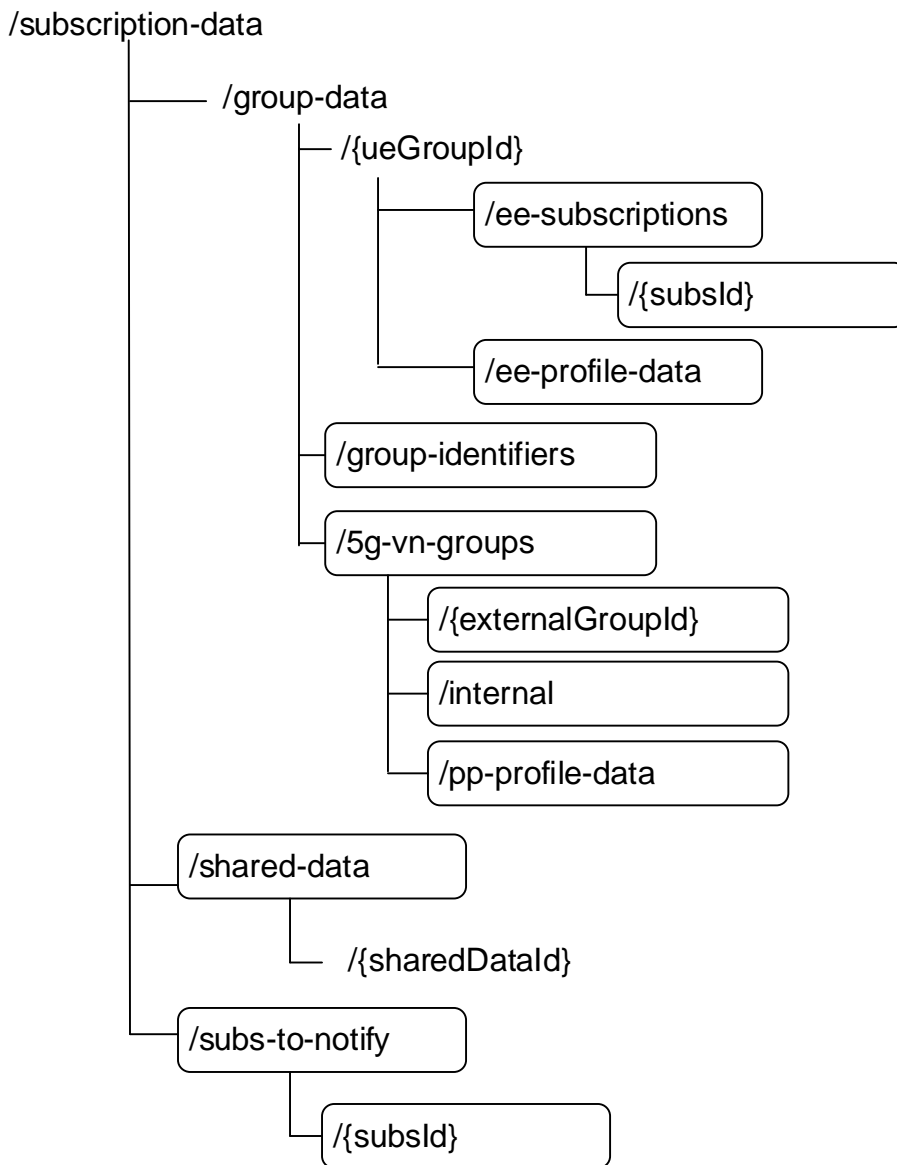 /subscription-data
/group-data
/{ueGroupId}
/ee-subscriptions
/{subsId}
/ee-profile-data
/group-identifiers
/5g-vn-groups
/{externalGroupId}
/internal
/pp-profile-data
/shared-data
/{sharedDataId}
/subs-to-notify
/{subsId}